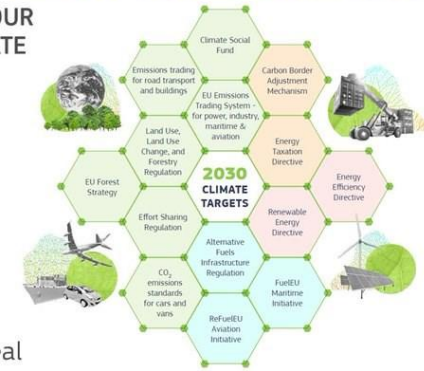 OUR
ATE
Climate Social
Fund
Emissions trading
for road transport
and buildings
Carbon Border
Adjustment
Mechanism
EU Emissions
Trading System -
for power, industry,
maritime &
aviation
Land Use,
Land Use
Change, and
Forestry
Regulation
Energy
Taxation
Directive
EU Forest
Strategy
2030
CLIMATE
TARGETS
Energy
Efficiency
Directive
Effort Sharing
Regulation
Renewable
Energy
Directive
Alternative
Fuels
Infrastructure
Regulation
CO₂
emissions
standards
for cars and
vans
FuelEU
Maritime
Initiative
ReFuelEU
Aviation
Initiative
eal